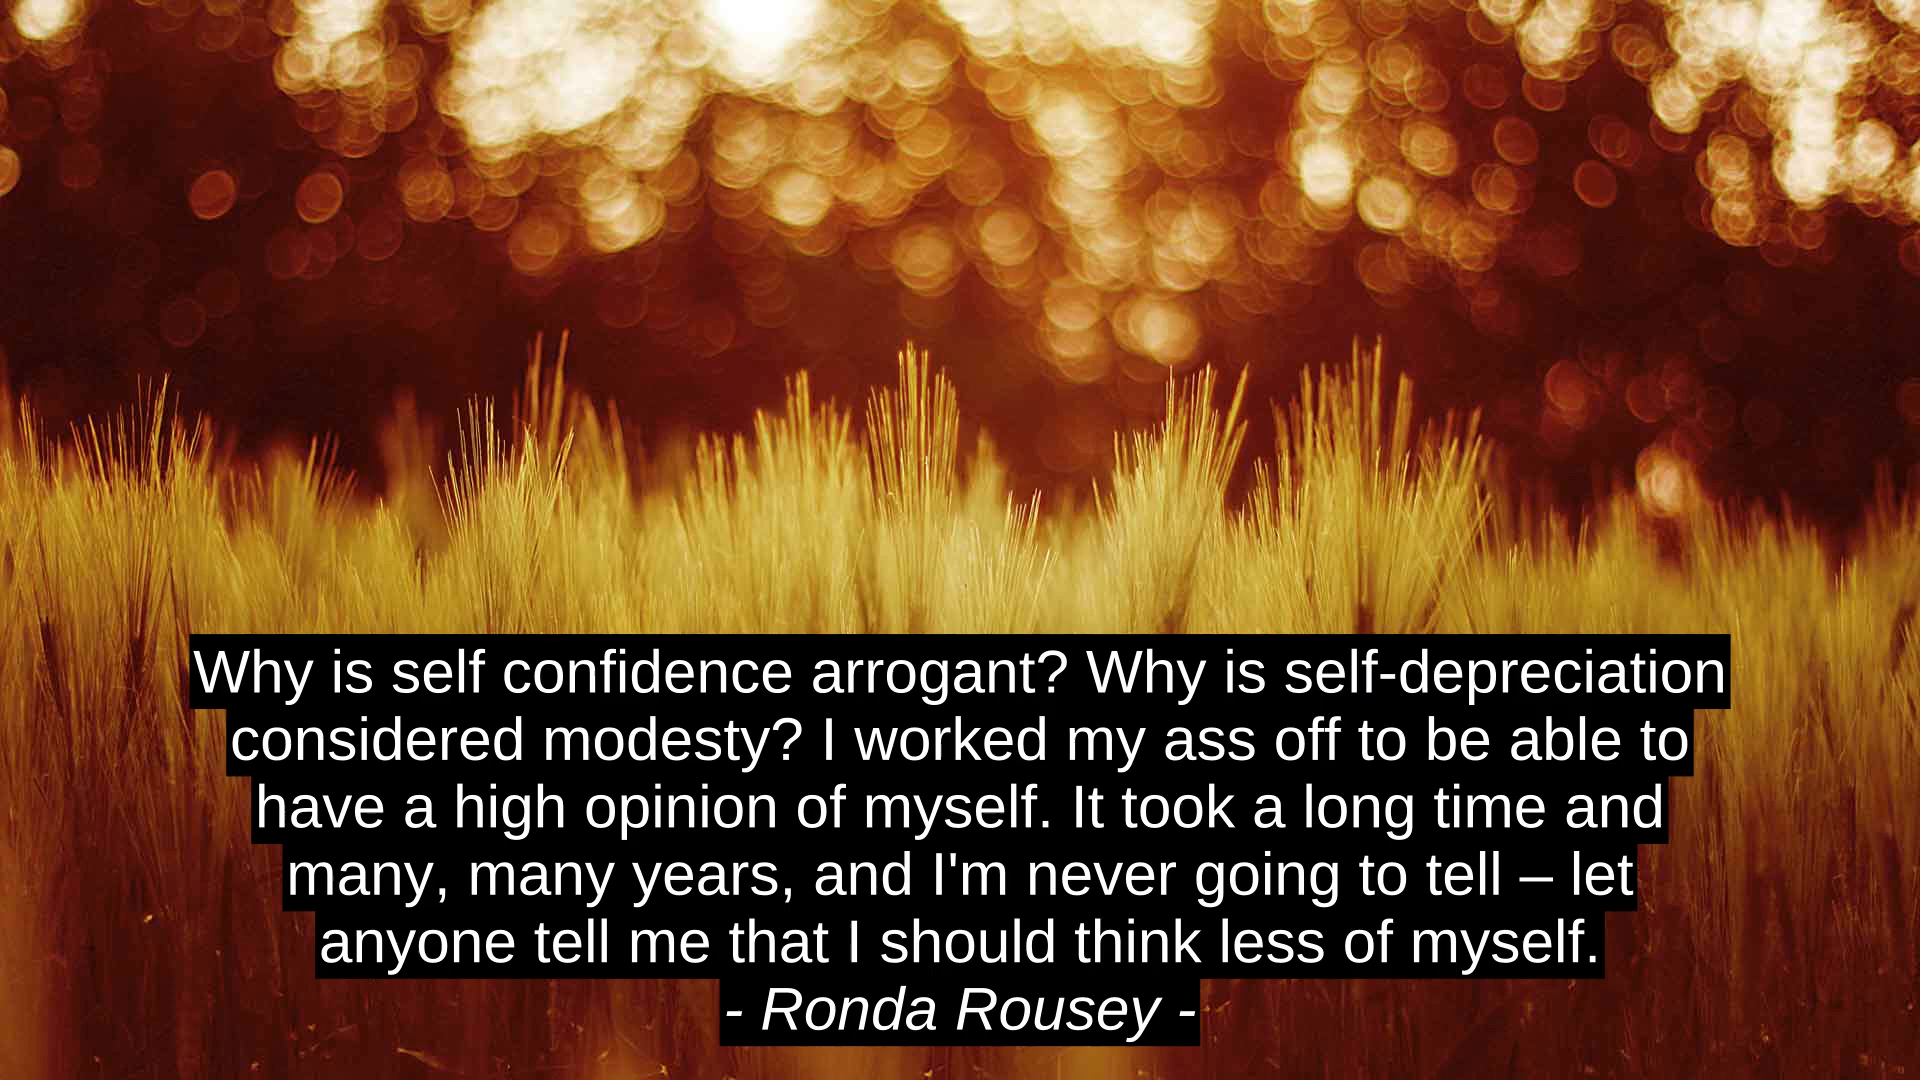 Why is self confidence arrogant? Why is self-depreciation
considered modesty? I worked my ass off to be able to
have a high opinion of myself. It took a long time and
many, many years, and I'm never going to tell – let
anyone tell me that I should think less of myself.
- Ronda Rousey -